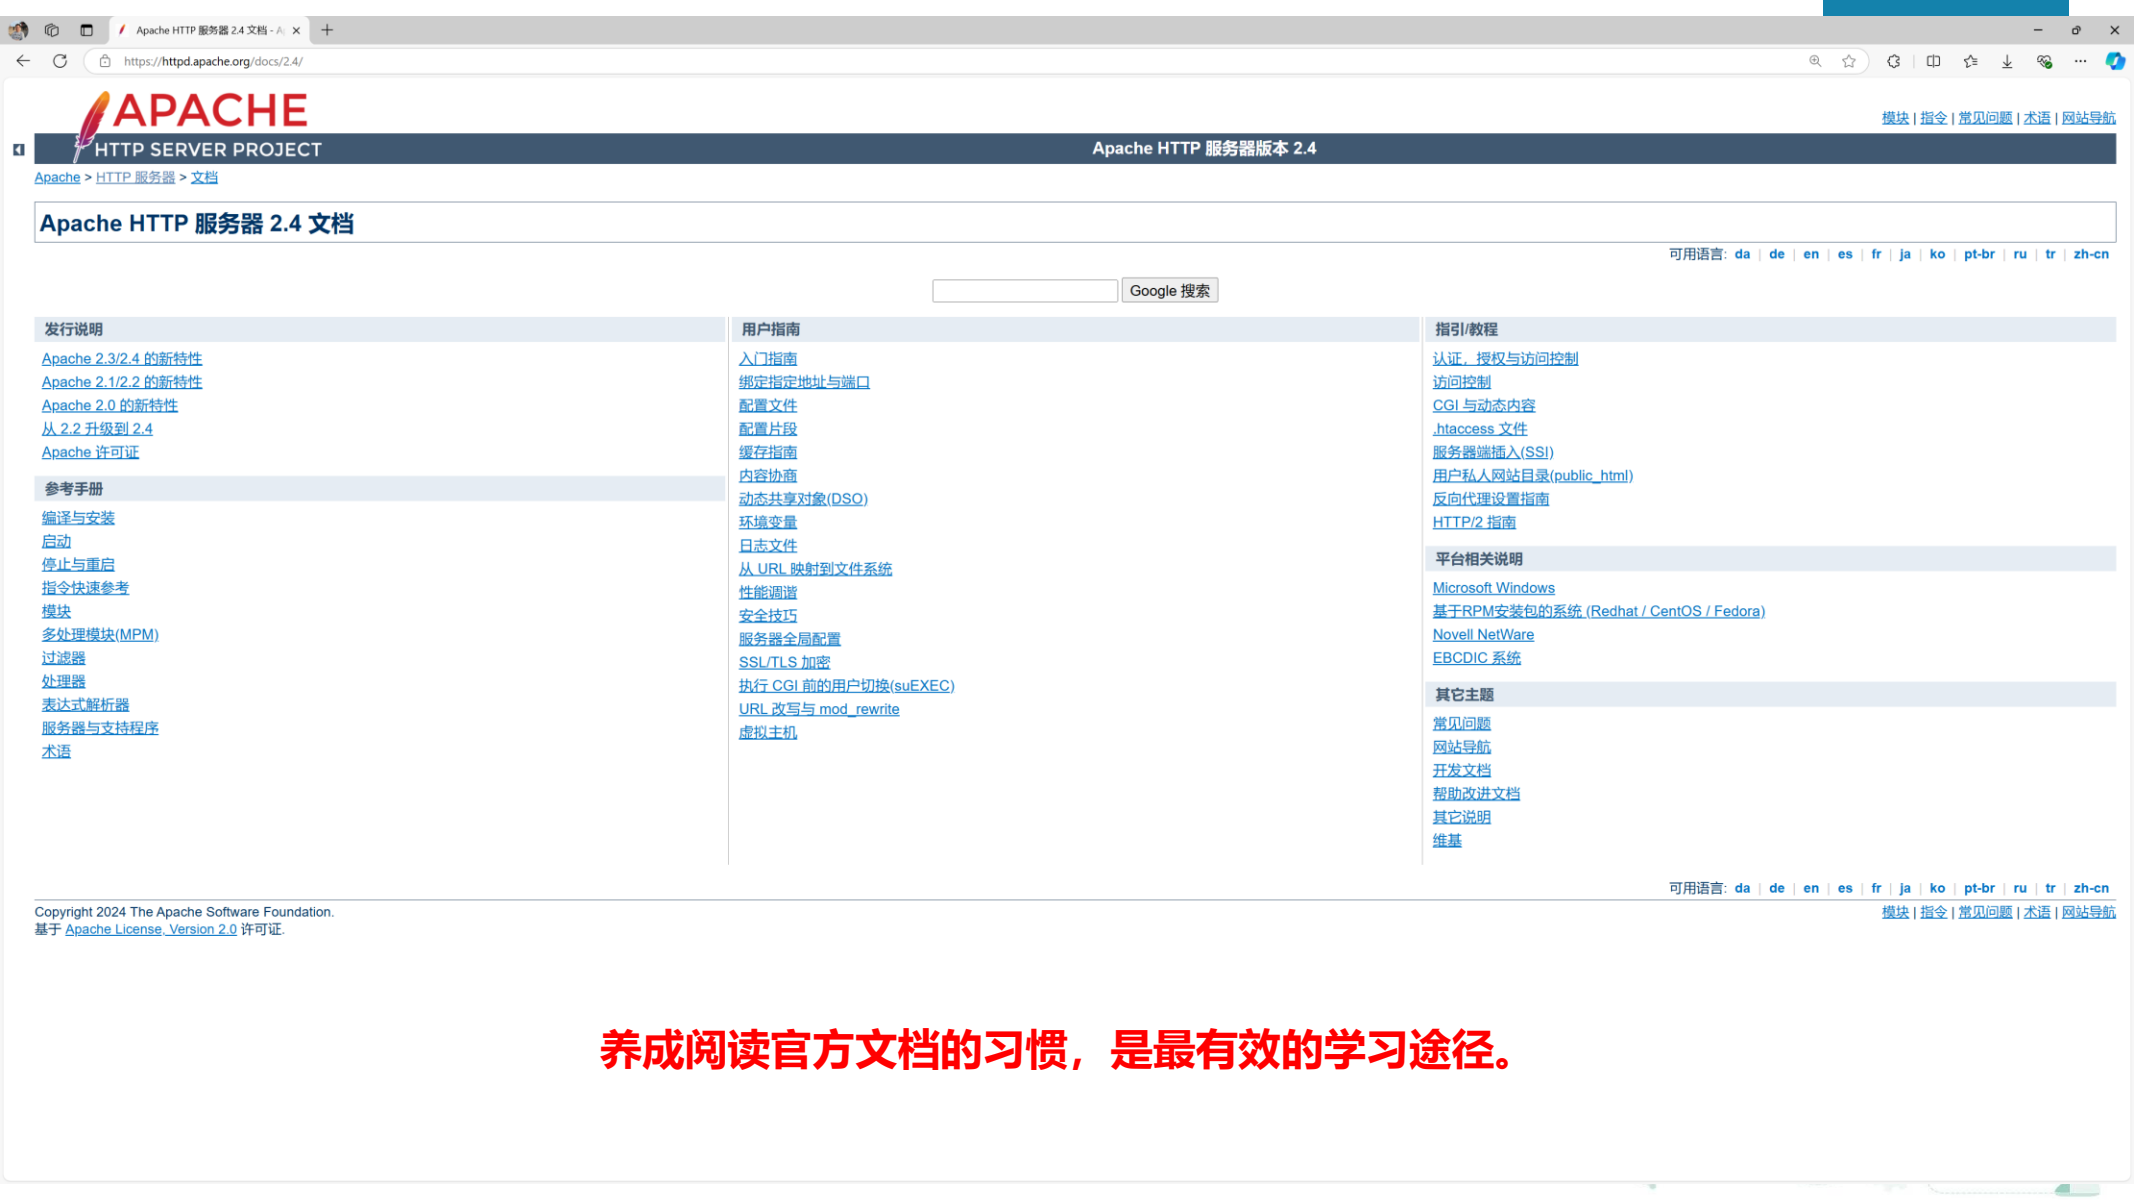 Apache HTTP 服务器 2.4 文档 - A
https://httpd.apache.org/docs/2.4/
APACHE
HTTP SERVER PROJECT
模块 | 指令 | 常见问题 | 术语 | 网站导航
Apache HTTP 服务器版本 2.4
Apache > HTTP 服务器 > 文档
Apache HTTP 服务器 2.4 文档
可用语言: da | de | en | es | fr | ja | ko | pt-br | ru | tr | zh-cn
Google 搜索
发行说明
Apache 2.3/2.4 的新特性
Apache 2.1/2.2 的新特性
Apache 2.0 的新特性
从 2.2 升级到 2.4
Apache 许可证
参考手册
编译与安装
启动
停止与重启
指令快速参考
模块
多处理模块(MPM)
过滤器
处理器
表达式解析器
服务器与支持程序
术语
用户指南
入门指南
绑定指定地址与端口
配置文件
配置片段
缓存指南
内容协商
动态共享对象(DSO)
环境变量
日志文件
从 URL 映射到文件系统
性能调谐
安全技巧
服务器全局配置
SSL/TLS 加密
执行 CGI 前的用户切换(suEXEC)
URL 改写与 mod_rewrite
虚拟主机
指引/教程
认证，授权与访问控制
访问控制
CGI 与动态内容
.htaccess 文件
服务器端插入(SSI)
用户私人网站目录(public_html)
反向代理设置指南
HTTP/2 指南
平台相关说明
Microsoft Windows
基于RPM安装包的系统 (Redhat / CentOS / Fedora)
Novell NetWare
EBCDIC 系统
其它主题
常见问题
网站导航
开发文档
帮助改进文档
其它说明
维基
可用语言: da | de | en | es | fr | ja | ko | pt-br | ru | tr | zh-cn
Copyright 2024 The Apache Software Foundation.
基于 Apache License, Version 2.0 许可证.
模块 | 指令 | 常见问题 | 术语 | 网站导航
养成阅读官方文档的习惯，是最有效的学习途径。